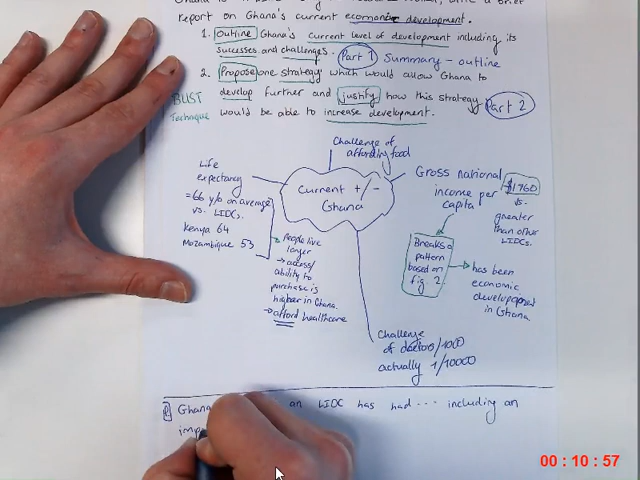 report on Ghana's current economic development.
1. Outline Ghana's current level of development including its
successes and challenges. Part 1 Summary - outline
2. Propose one strategy which would allow Ghana to
develop further and justify how this strategy Part 2
would be able to increase development.
BUST
Technique
Challenge of
affording food
Life
expectancy
=66 y/o on average
vs. LIDCs.
Kenya 64
Mozambique 53
People live
longer
→ access/
ability to
purchase is
higher in Ghana.
→ afford healthcare
Current +/-
Ghana
Gross national
income per
capita
$1760
vs.
greater
than other
LIDCs.
Breaks a
pattern
based on
fig 2.
has been
economic
development
in Ghana.
Challenge
of doctors/1000
actually 1/10000
Ghana an LIDC has had ... including an
imp
00 : 10 : 57